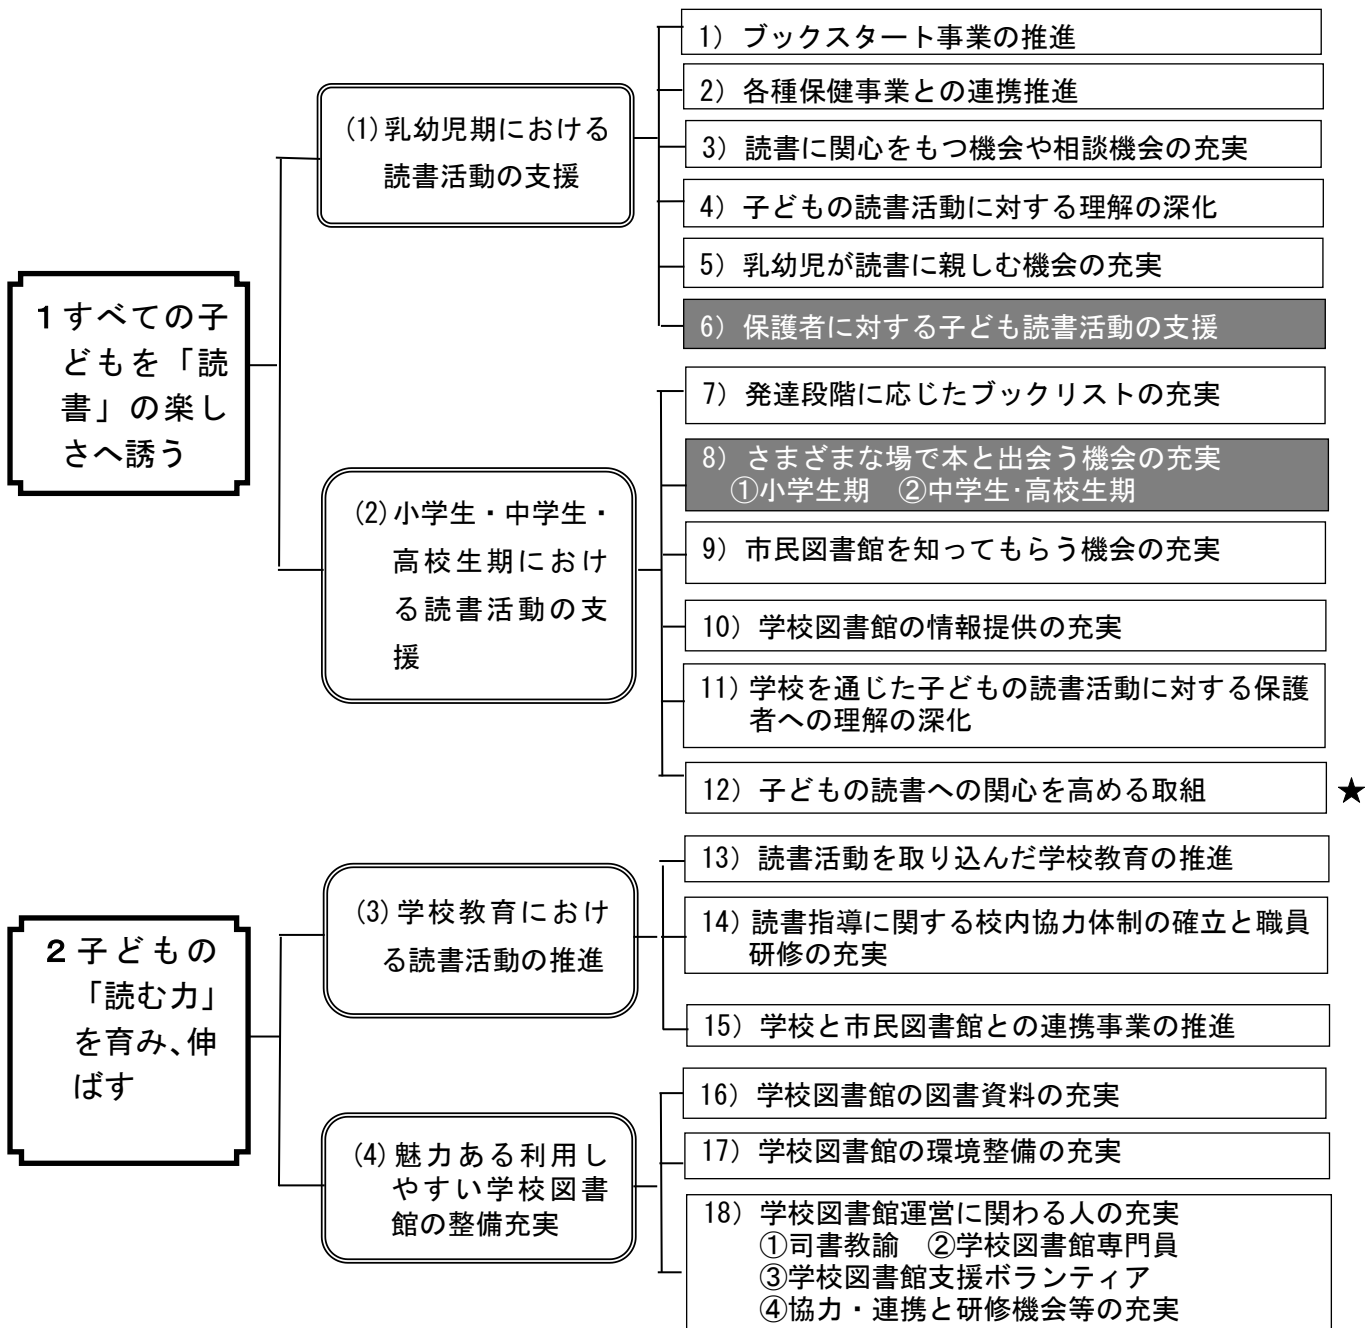 1すべての子
どもを「読
書」の楽し
さへ誘う
(1)乳幼児期における
読書活動の支援
1) ブックスタート事業の推進
2) 各種保健事業との連携推進
3) 読書に関心をもつ機会や相談機会の充実
4) 子どもの読書活動に対する理解の深化
5) 乳幼児が読書に親しむ機会の充実
6) 保護者に対する子ども読書活動の支援
(2)小学生・中学生・
高校生期におけ
る読書活動の支
援
7) 発達段階に応じたブックリストの充実
8) さまざまな場で本と出会う機会の充実
①小学生期 ②中学生・高校生期
9) 市民図書館を知ってもらう機会の充実
10) 学校図書館の情報提供の充実
11) 学校を通じた子どもの読書活動に対する保護
者への理解の深化
12) 子どもの読書への関心を高める取組 ★
2子どもの
「読む力」
を育み、伸
ばす
(3)学校教育におけ
る読書活動の推進
13) 読書活動を取り込んだ学校教育の推進
14) 読書指導に関する校内協力体制の確立と職員
研修の充実
15) 学校と市民図書館との連携事業の推進
(4)魅力ある利用し
やすい学校図書
館の整備充実
16) 学校図書館の図書資料の充実
17) 学校図書館の環境整備の充実
18) 学校図書館運営に関わる人の充実
①司書教諭 ②学校図書館専門員
③学校図書館支援ボランティア
④協力・連携と研修機会等の充実